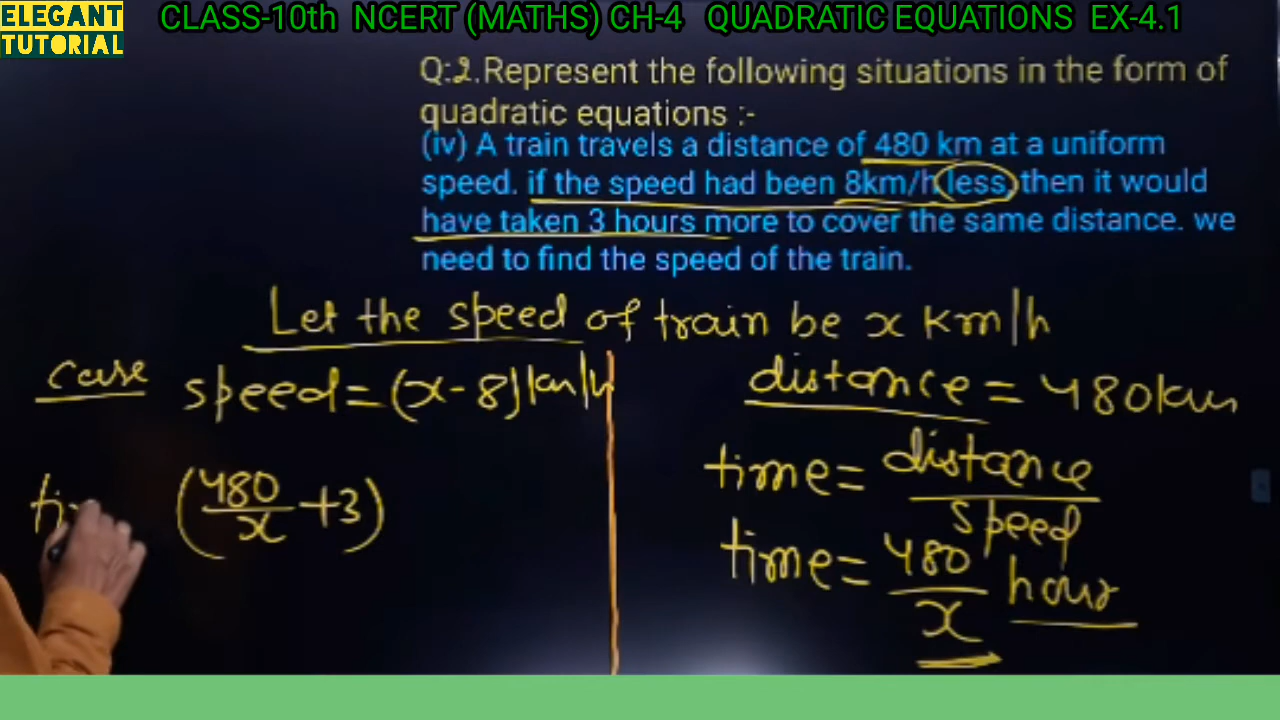 ELEGANT
TUTORIAL
CLASS-10th NCERT (MATHS) CH-4 QUADRATIC EQUATIONS EX-4.1
Q:2.Represent the following situations in the form of
quadratic equations :-
(iv) A train travels a distance of 480 km at a uniform
speed. if the speed had been 8km/h less, then it would
have taken 3 hours more to cover the same distance. we
need to find the speed of the train.
Let the speed of train be x km/h
case speed=(x-8)km/h
(480/x +3)
distance = 480km
time= distance/speed
time= 480/x hour